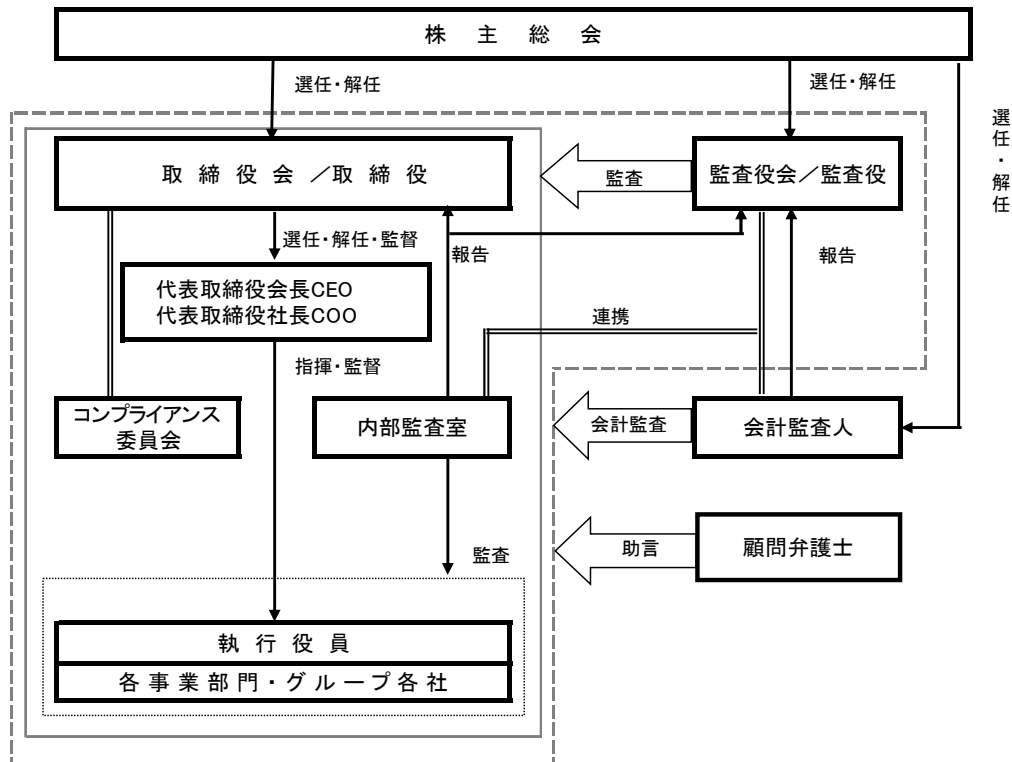 株主総会
選任・解任
選任・解任
選任・解任
取締役会／取締役
監査
監査役会／監査役
選任・解任・監督
報告
報告
代表取締役会長CEO
代表取締役社長COO
連携
指揮・監督
コンプライアンス
委員会
内部監査室
会計監査
会計監査人
助言
顧問弁護士
監査
執行役員
各事業部門・グループ各社